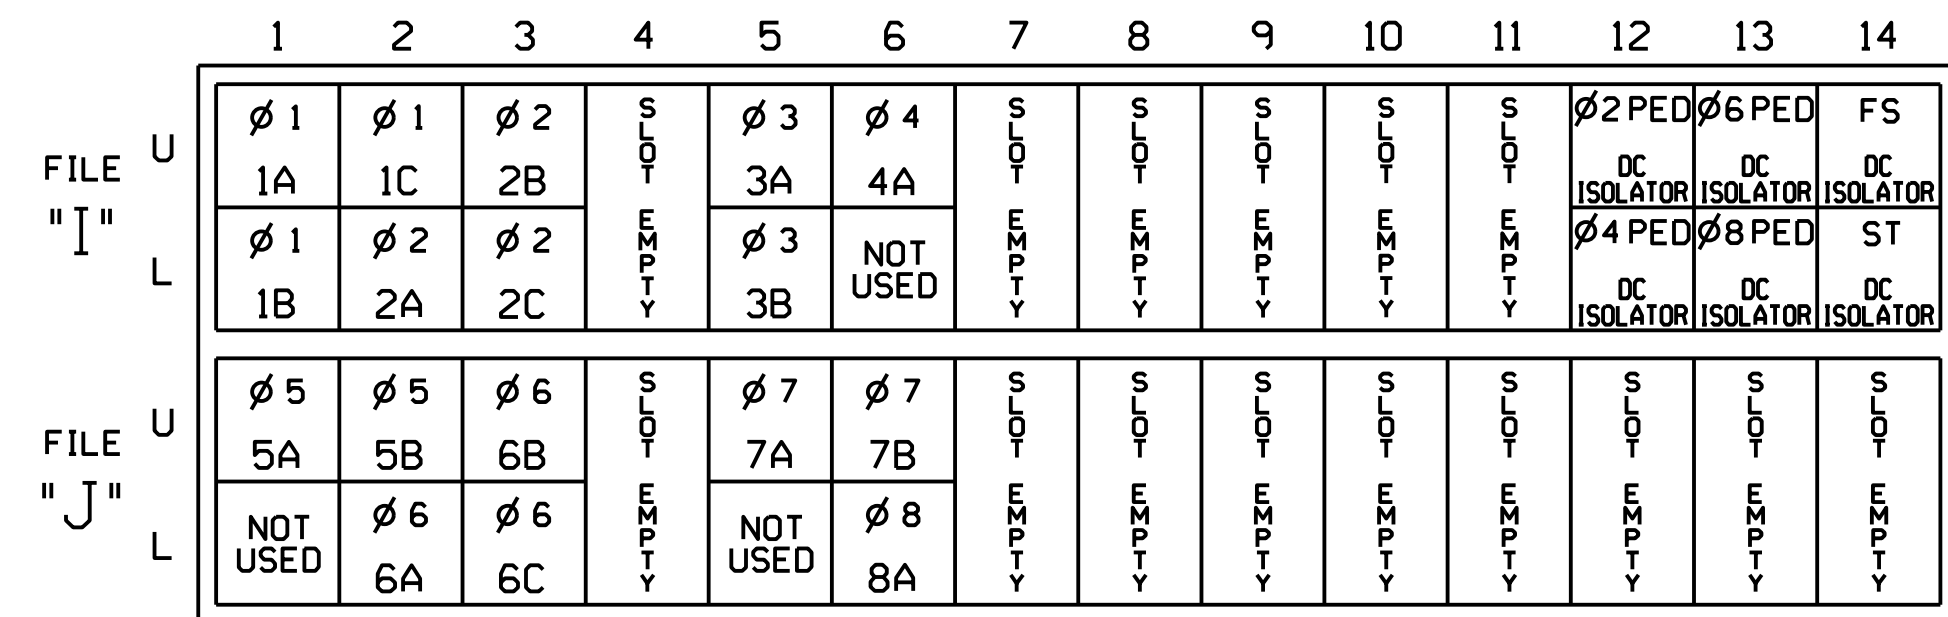 1 2 3 4 5 6 7 8 9 10 11 12 13 14
FILE "I"
U
Ø 1 Ø 1 Ø 2 SLOT EMPTY Ø 3 Ø 4 SLOT EMPTY SLOT EMPTY SLOT EMPTY SLOT EMPTY SLOT EMPTY Ø2 PED Ø6 PED FS
1A 1C 2B 3A 4A DC ISOLATOR DC ISOLATOR DC ISOLATOR
L
Ø 1 Ø 2 Ø 2 Ø 3 NOT USED Ø4 PED Ø8 PED ST
1B 2A 2C 3B DC ISOLATOR DC ISOLATOR DC ISOLATOR
FILE "J"
U
Ø 5 Ø 5 Ø 6 SLOT EMPTY Ø 7 Ø 7 SLOT EMPTY SLOT EMPTY SLOT EMPTY SLOT EMPTY SLOT EMPTY SLOT EMPTY SLOT EMPTY SLOT EMPTY
5A 5B 6B 7A 7B
L
NOT USED Ø 6 Ø 6 NOT USED Ø 8
6A 6C 8A